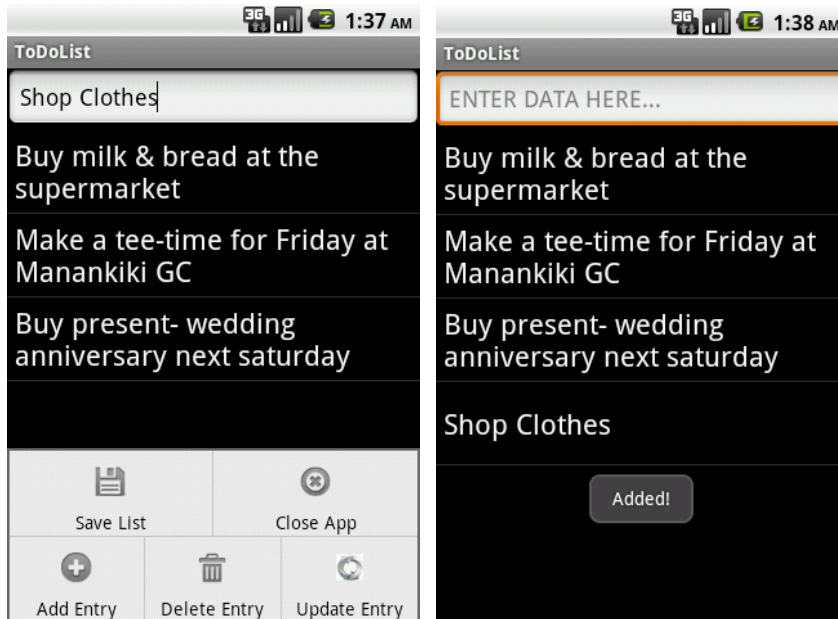 3G 1:37 AM
ToDoList
Shop Clothes
Buy milk & bread at the
supermarket
Make a tee-time for Friday at
Manankiki GC
Buy present- wedding
anniversary next saturday
Save List
Close App
Add Entry
Delete Entry
Update Entry
3G 1:38 AM
ToDoList
ENTER DATA HERE...
Buy milk & bread at the
supermarket
Make a tee-time for Friday at
Manankiki GC
Buy present- wedding
anniversary next saturday
Shop Clothes
Added!